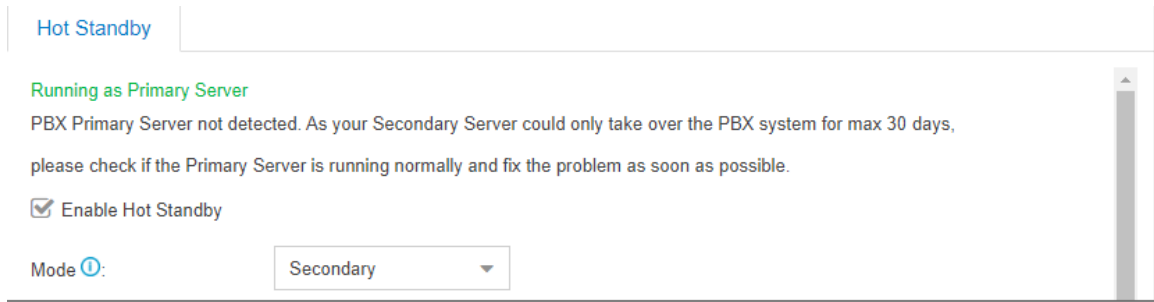 Hot Standby
Running as Primary Server
PBX Primary Server not detected. As your Secondary Server could only take over the PBX system for max 30 days,
please check if the Primary Server is running normally and fix the problem as soon as possible.
Enable Hot Standby
Mode : Secondary